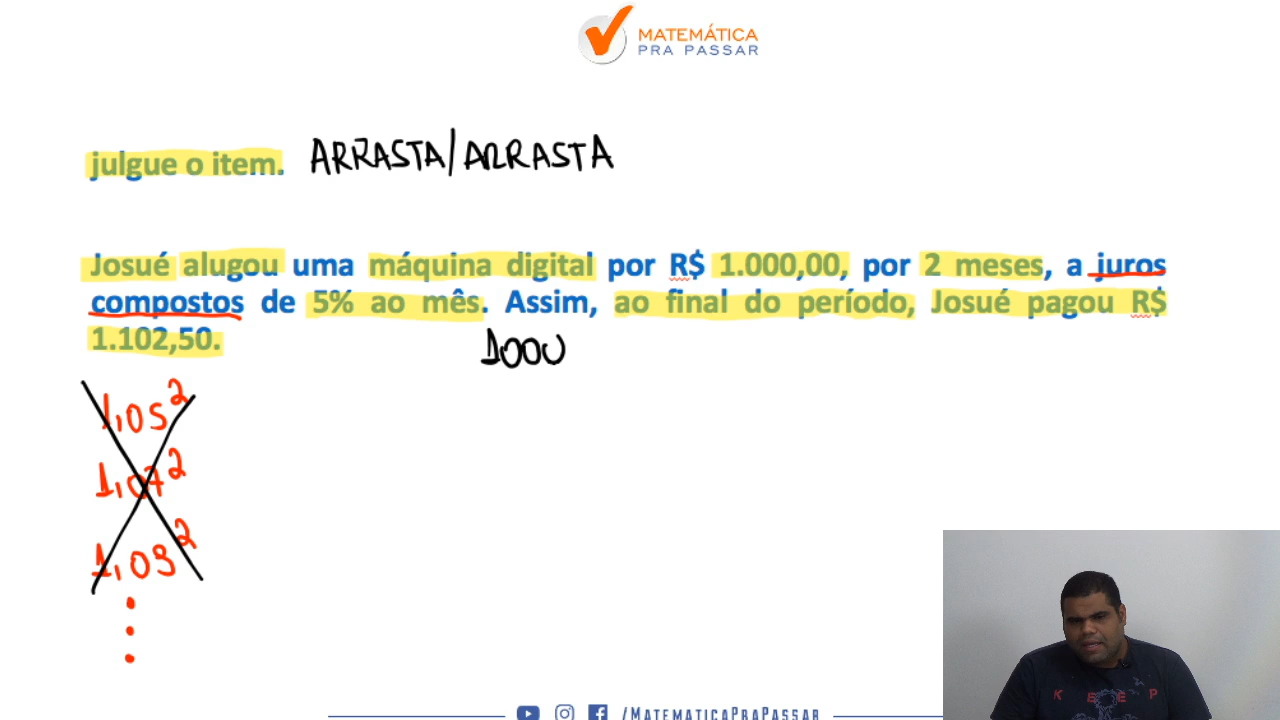 MATEMÁTICA
PRA PASSAR
julgue o item. ARRASTA/ARRASTA
Josué alugou uma máquina digital por R$ 1.000,00, por 2 meses, a juros
compostos de 5% ao mês. Assim, ao final do período, Josué pagou R$
1.102,50.
1000
1,05²
1,07²
1,09²
K E E P
/MATEMATICAPRAPASSAR